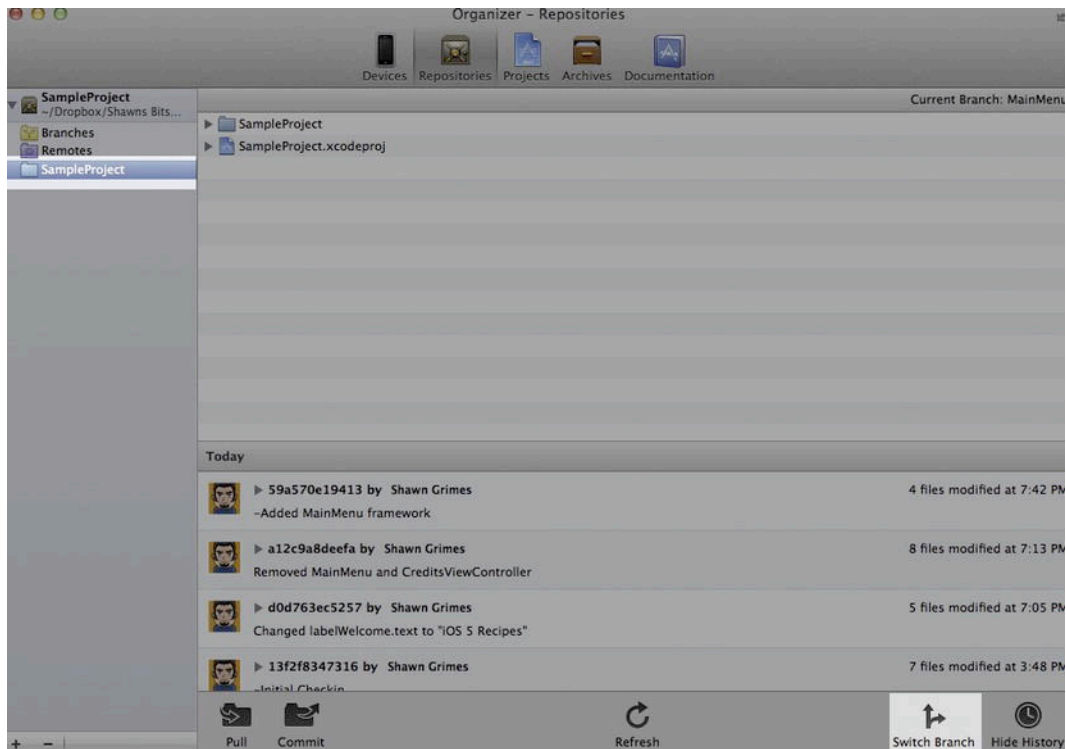 Organizer – Repositories
Devices Repositories Projects Archives Documentation
SampleProject
~/Dropbox/Shawns Bits...
Branches
Remotes
SampleProject
Current Branch: MainMenu
SampleProject
SampleProject.xcodeproj
Today
59a570e19413 by Shawn Grimes
4 files modified at 7:42 PM
-Added MainMenu framework
a12c9a8deefa by Shawn Grimes
8 files modified at 7:13 PM
Removed MainMenu and CreditsViewController
d0d763ec5257 by Shawn Grimes
5 files modified at 7:05 PM
Changed labelWelcome.text to "iOS 5 Recipes"
13f2f8347316 by Shawn Grimes
7 files modified at 3:48 PM
-Initial Checkin
Pull Commit Refresh Switch Branch Hide History